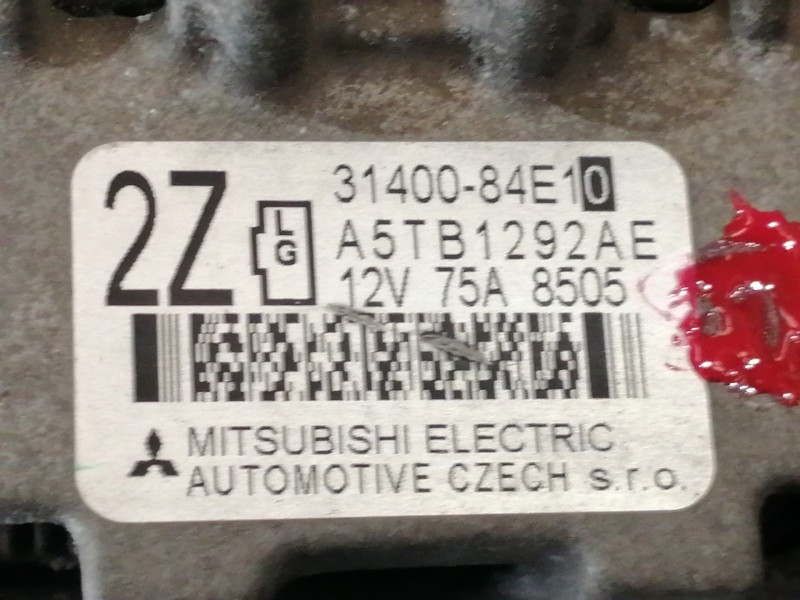 2Z
L
G
31400-84E10
A5TB1292AE
12V 75A 8505
MITSUBISHI ELECTRIC
AUTOMOTIVE CZECH s.r.o.